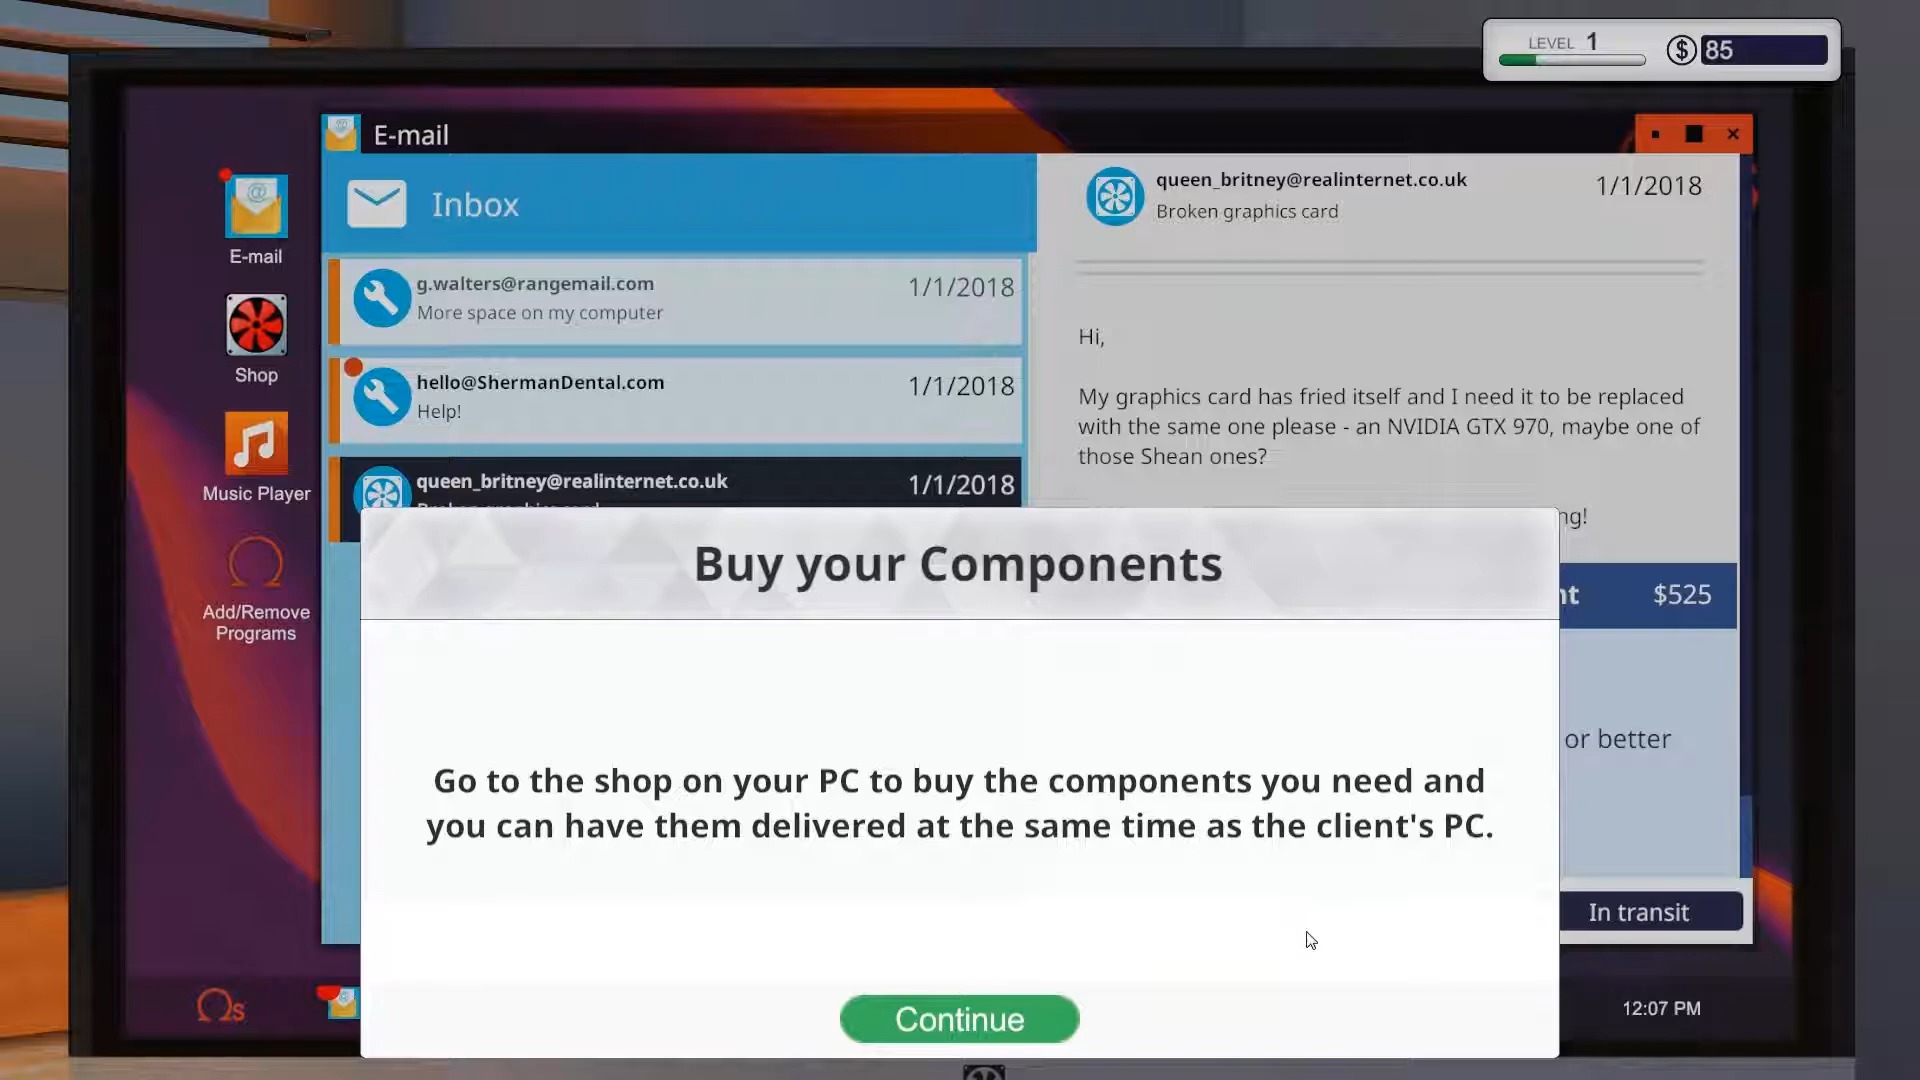 LEVEL 1
$ 85
E-mail
E-mail
Shop
Music Player
Add/Remove
Programs
Inbox
g.walters@rangemail.com
1/1/2018
More space on my computer
hello@ShermanDental.com
1/1/2018
Help!
queen_britney@realinternet.co.uk
1/1/2018
queen_britney@realinternet.co.uk
1/1/2018
Broken graphics card
Hi,
My graphics card has fried itself and I need it to be replaced
with the same one please - an NVIDIA GTX 970, maybe one of
those Shean ones?
ng!
nt
$525
or better
In transit
Buy your Components
Go to the shop on your PC to buy the components you need and
you can have them delivered at the same time as the client's PC.
Continue
Ωs
12:07 PM